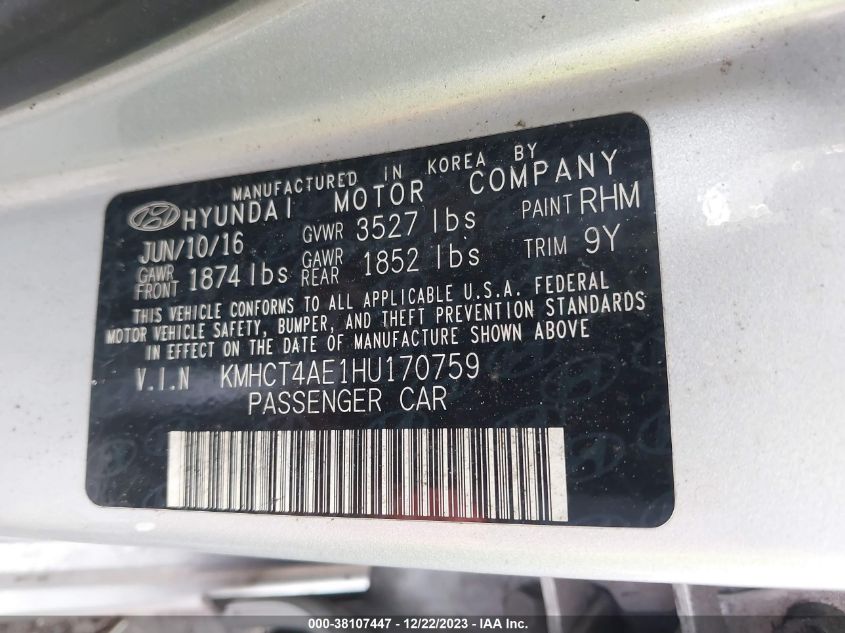 MANUFACTURED IN KOREA BY
HYUNDAI MOTOR COMPANY
JUN/10/16 GVWR 3527 lbs PAINT RHM
GAWR FRONT 1874 lbs GAWR REAR 1852 lbs TRIM 9Y
THIS VEHICLE CONFORMS TO ALL APPLICABLE U.S.A. FEDERAL
MOTOR VEHICLE SAFETY, BUMPER, AND THEFT PREVENTION STANDARDS
IN EFFECT ON THE DATE OF MANUFACTURE SHOWN ABOVE
V.I.N KMHCT4AE1HU170759
PASSENGER CAR
000-38107447 - 12/22/2023 - IAA Inc.